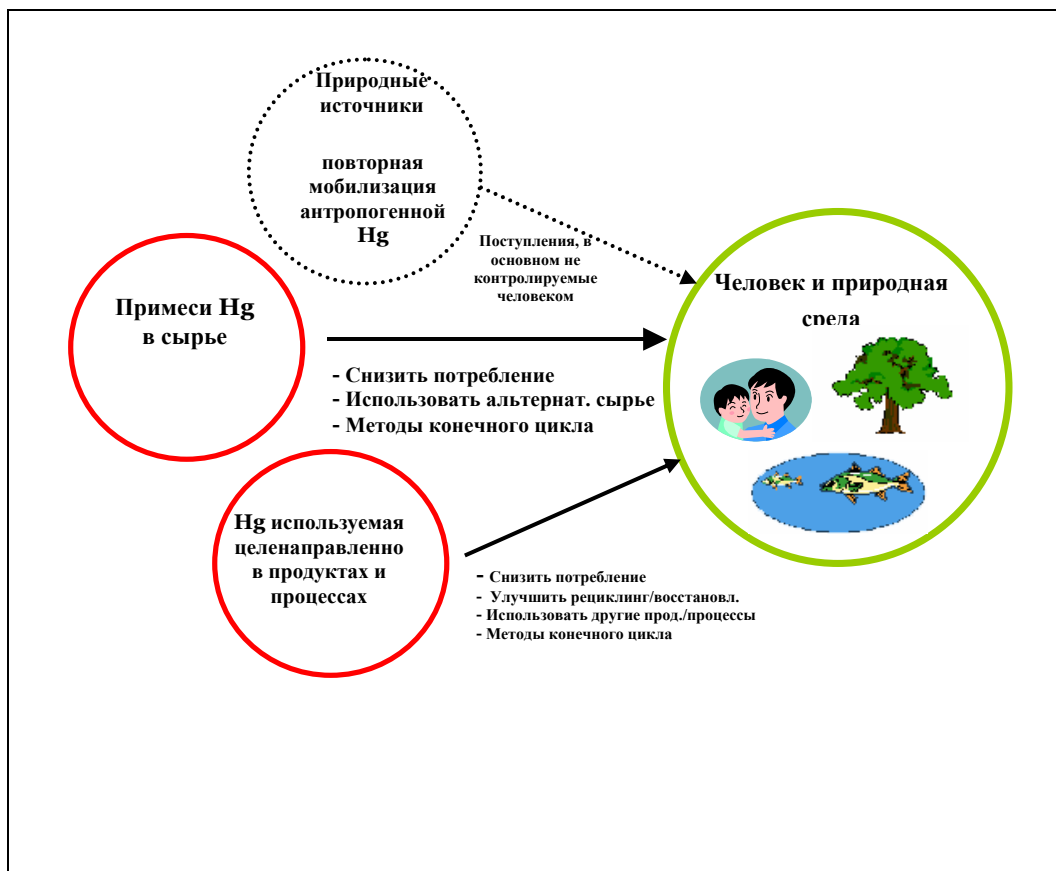 Природные
источники
повторная
мобилизация
антропогенной
Hg
Поступления, в
основном не
контролируемые
человеком
Примеси Hg
в сырье
Человек и природная
среда
- Снизить потребление
- Использовать альтернат. сырье
- Методы конечного цикла
Hg используемая
целенаправленно
в продуктах и
процессах
- Снизить потребление
- Улучшить рециклинг/восстановл.
- Использовать другие прод./процессы
- Методы конечного цикла